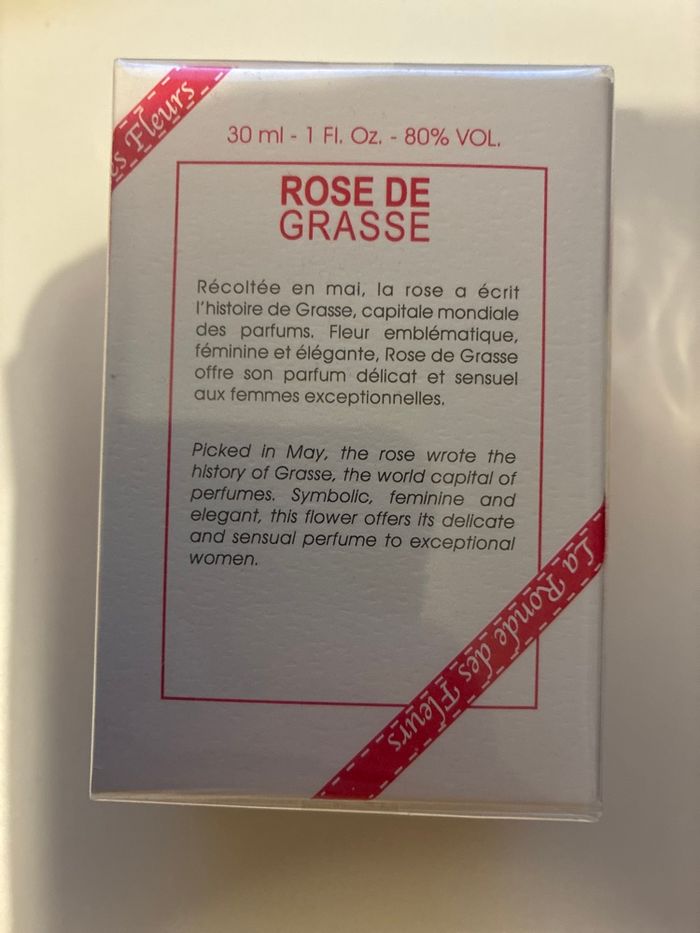 es Fleurs
30 ml - 1 Fl. Oz. - 80% VOL.
ROSE DE
GRASSE
Récoltée en mai, la rose a écrit
l'histoire de Grasse, capitale mondiale
des parfums. Fleur emblématique,
féminine et élégante, Rose de Grasse
offre son parfum délicat et sensuel
aux femmes exceptionnelles.
Picked in May, the rose wrote the
history of Grasse, the world capital of
perfumes. Symbolic, feminine and
elegant, this flower offers its delicate
and sensual perfume to exceptional
women.
La Ronde des Fleurs